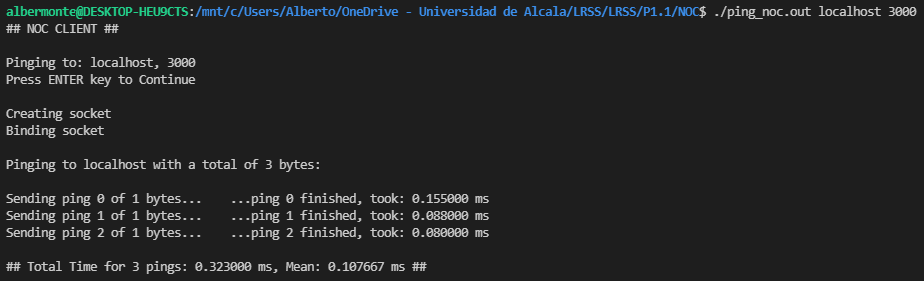 albermonte@DESKTOP-HEU9CTS:/mnt/c/Users/Alberto/OneDrive - Universidad de Alcala/LRSS/LRSS/P1.1/NOC$ ./ping_noc.out localhost 3000
## NOC CLIENT ##
Pinging to: localhost, 3000
Press ENTER key to Continue
Creating socket
Binding socket
Pinging to localhost with a total of 3 bytes:
Sending ping 0 of 1 bytes...    ...ping 0 finished, took: 0.155000 ms
Sending ping 1 of 1 bytes...    ...ping 1 finished, took: 0.088000 ms
Sending ping 2 of 1 bytes...    ...ping 2 finished, took: 0.080000 ms
## Total Time for 3 pings: 0.323000 ms, Mean: 0.107667 ms ##